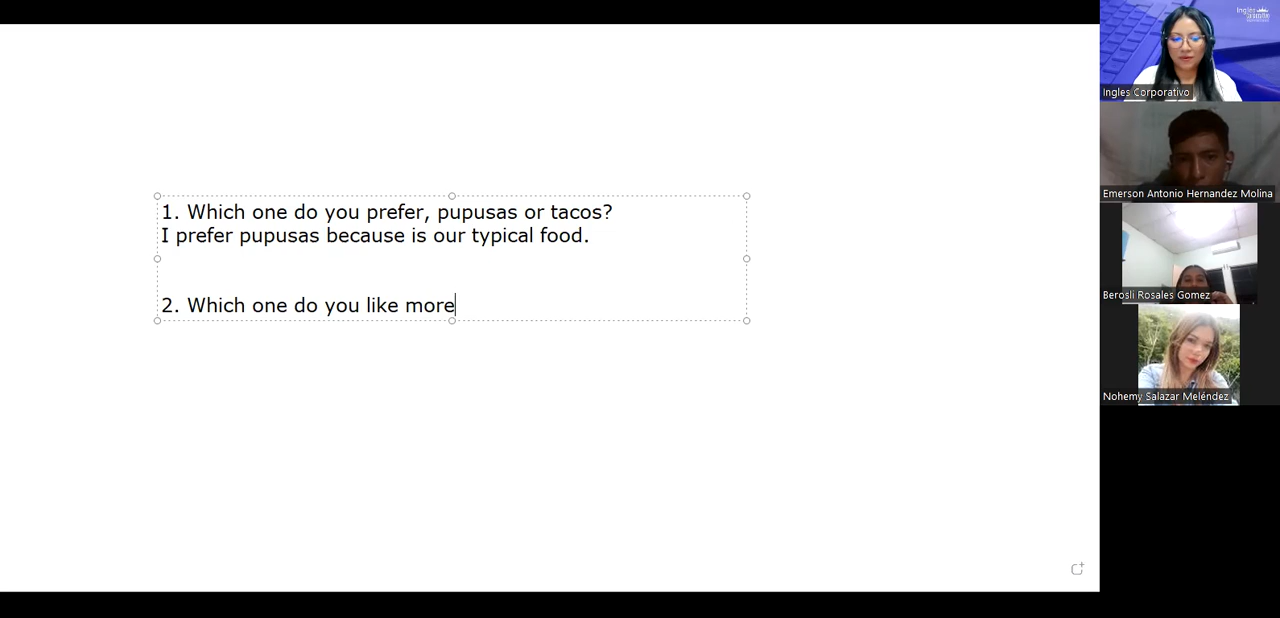 1. Which one do you prefer, pupusas or tacos?
I prefer pupusas because is our typical food.
2. Which one do you like more
Ingles Corporativo
Emerson Antonio Hernandez Molina
Berosli Rosales Gomez
Nohemy Salazar Meléndez